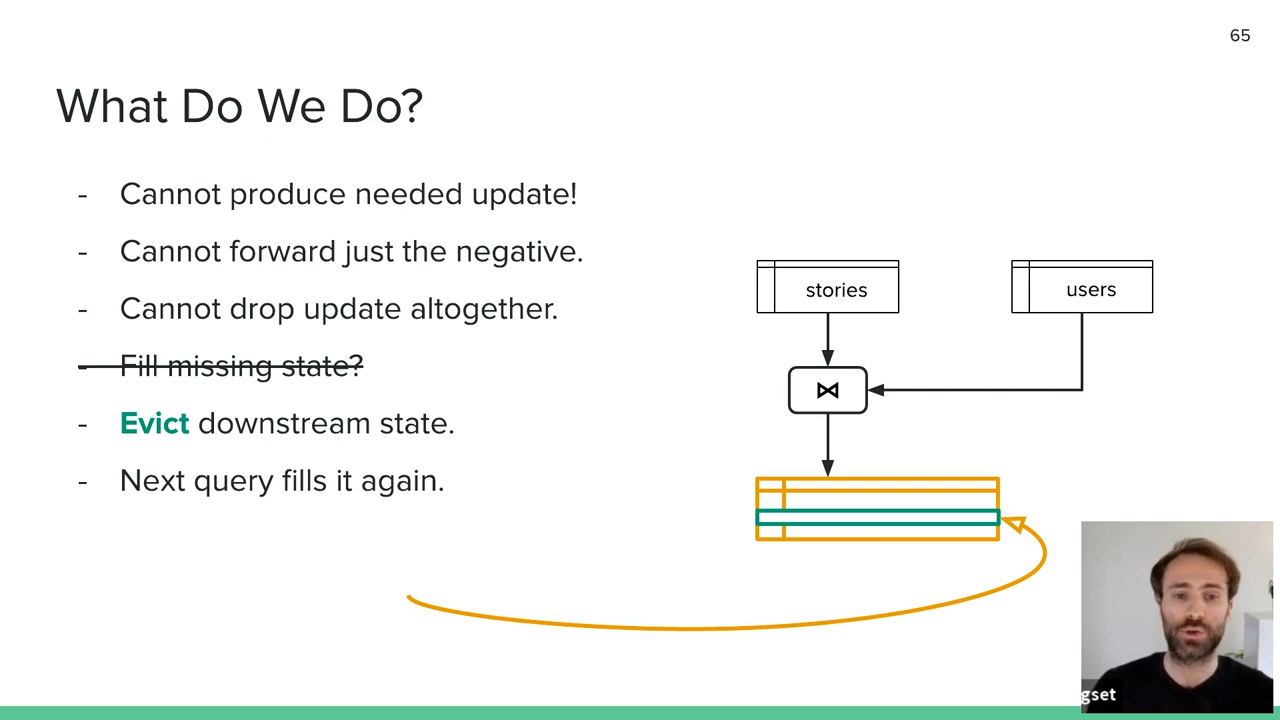 65
What Do We Do?
- Cannot produce needed update!
- Cannot forward just the negative.
- Cannot drop update altogether.
- Fill missing state?
- Evict downstream state.
- Next query fills it again.
stories
users
⋈
gset